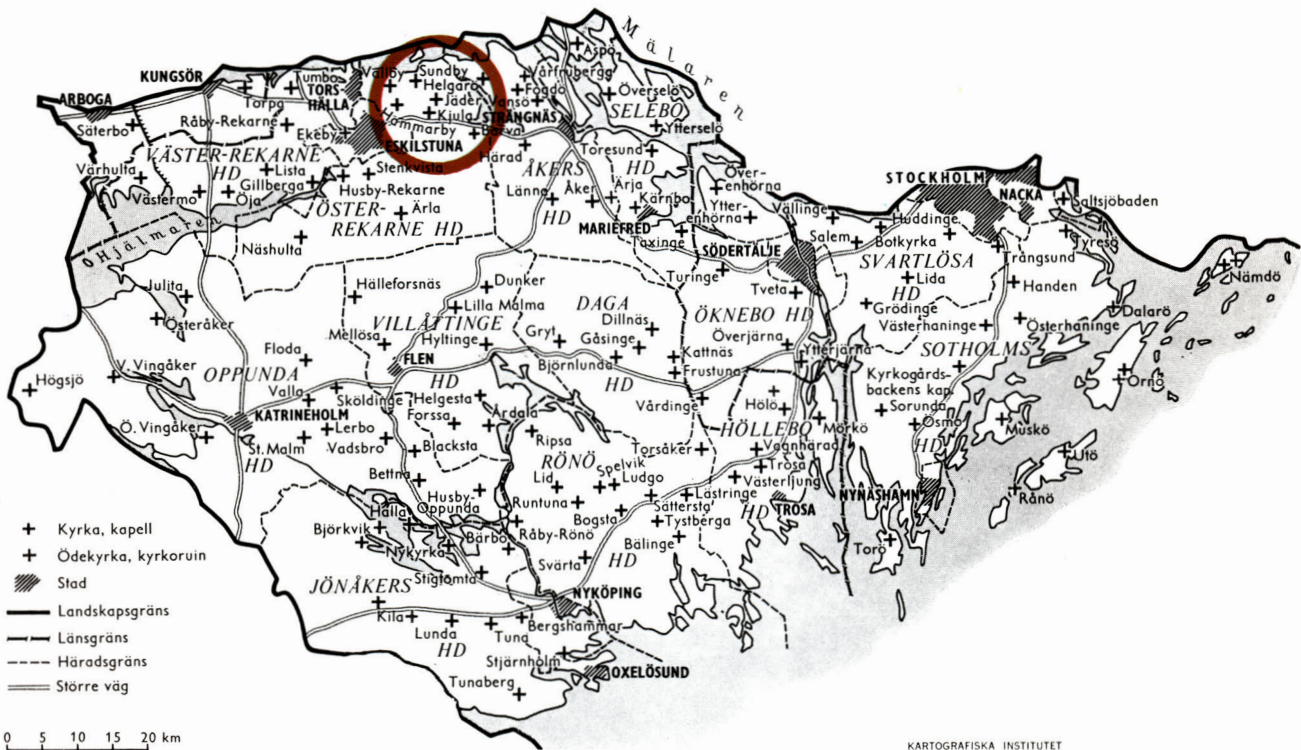 Mälaren
Aspö
KUNGSÖR
Tumbo
TORS-
HÄLLA
Vallby
Sundby
Helgarö
Vårfruberga
Fogdö
Överselö
ARBOGA
Torpa
Jäder
Vansö
SELEBO
Säterbo
Råby-Rekarne
Kjula
STRÄNGNÄS
Ytterselö
Ekeby
Hammarby
Barva
ESKILSTUNA
Härad
Toresund
HD
VÄSTER-REKARNE
HD
Lista
Stenkvista
ÅKERS
HD
Värhulta
Gillberga
Husby-Rekarne
Länna
Åker
Ärja
Över-
enhörna
STOCKHOLM
NACKA
Västermo
Öja
ÖSTER-
REKARNE HD
Ärla
Kärnbo
Ytter-
enhörna
Vällinge
Huddinge
Saltsjöbaden
Hjälmaren
MARIEFRED
Taxinge
Salem
Botkyrka
Tyresö
Näshulta
SÖDERTÄLJE
SVARTLÖSA
HD
Trångsund
Turinge
Lida
Nämdö
Julita
Hälleforsnäs
Dunker
DAGA
HD
Tveta
Handen
Lilla Malma
Dillnäs
ÖKNEBO HD
Grödinge
Dalarö
Österåker
VILLÅTTINGE
HD
Västerhaninge
Österhaninge
Mellösa
Hyltinge
Gryt
Gåsinge
Överjärna
SOTHOLMS
HD
Floda
FLEN
Björnlunda
Kattnäs
Ytterjärna
V. Vingåker
OPPUNDA
HD
Frustuna
Kyrkogårds-
backens kap.
Ornö
Högsjö
Valla
Sköldinge
Helgesta
Vårdinge
Hölö
Sorunda
KATRINEHOLM
Forssa
Årdala
HÖLLEBO
HD
Mörkö
Ösmo
Muskö
Ö. Vingåker
Lerbo
St. Malm
Vadsbro
Blacksta
Ripsa
Torsåker
Vagnhärad
Utö
RÖNÖ
HD
Trosa
Bettna
Lid
Spelvik
Ludgo
Västerljung
NYNÄSHAMN
Rånö
Husby-
Oppunda
Runtuna
Lästringe
TROSA
Halla
Bogsta
Sättersta
Tystberga
Björkvik
Bärbo
Råby-Rönö
Bälinge
Torö
Nykyrka
Svärta
Stigtomta
JÖNÅKERS
HD
NYKÖPING
Kila
Lunda
Tuna
Bergshammar
Stjärnholm
OXELÖSUND
Tunaberg
Kyrka, kapell
Ödekyrka, kyrkoruin
Stad
Landskapsgräns
Länsgräns
Häradsgräns
Större väg
0 5 10 15 20 km
KARTOGRAFISKA INSTITUTET